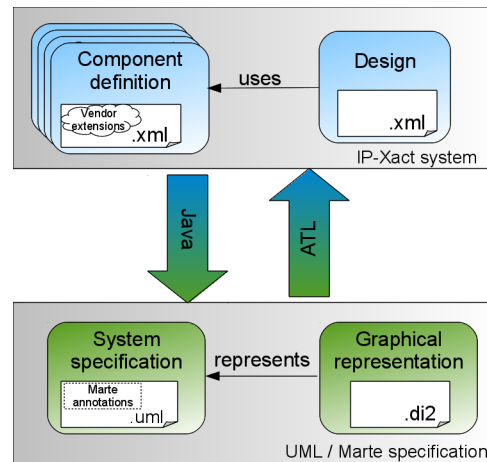 Component
definition
Vendor
extensions
.xml
uses
Design
.xml
IP-Xact system
Java
ATL
System
specification
Marte
annotations
.uml
represents
Graphical
representation
.di2
UML / Marte specification